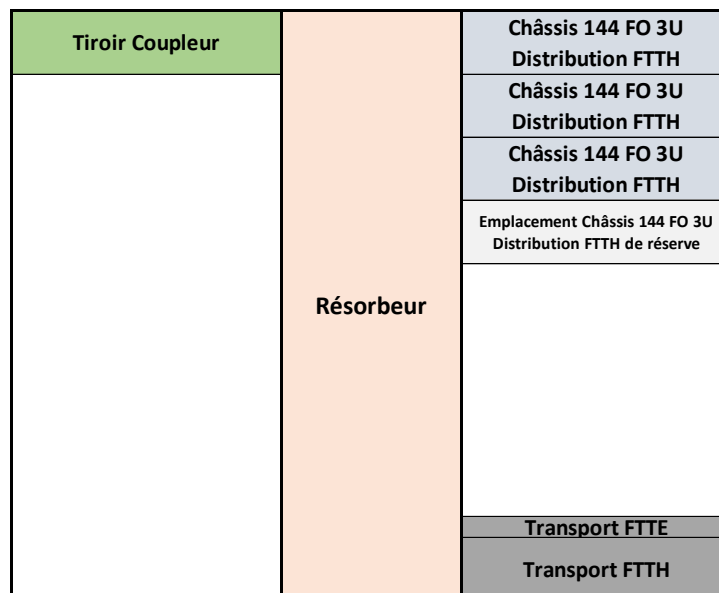 Tiroir Coupleur
Résorbeur
Châssis 144 FO 3U
Distribution FTTH
Châssis 144 FO 3U
Distribution FTTH
Châssis 144 FO 3U
Distribution FTTH
Emplacement Châssis 144 FO 3U
Distribution FTTH de réserve
Transport FTTE
Transport FTTH